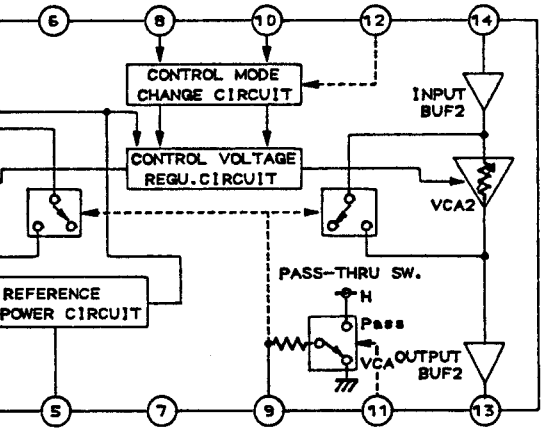 6 8 10 12 14
CONTROL MODE
CHANGE CIRCUIT
INPUT
BUF2
CONTROL VOLTAGE
REGU.CIRCUIT
VCA2
PASS-THRU SW.
REFERENCE
POWER CIRCUIT
H
Pass
VCA
OUTPUT
BUF2
5 7 9 11 13